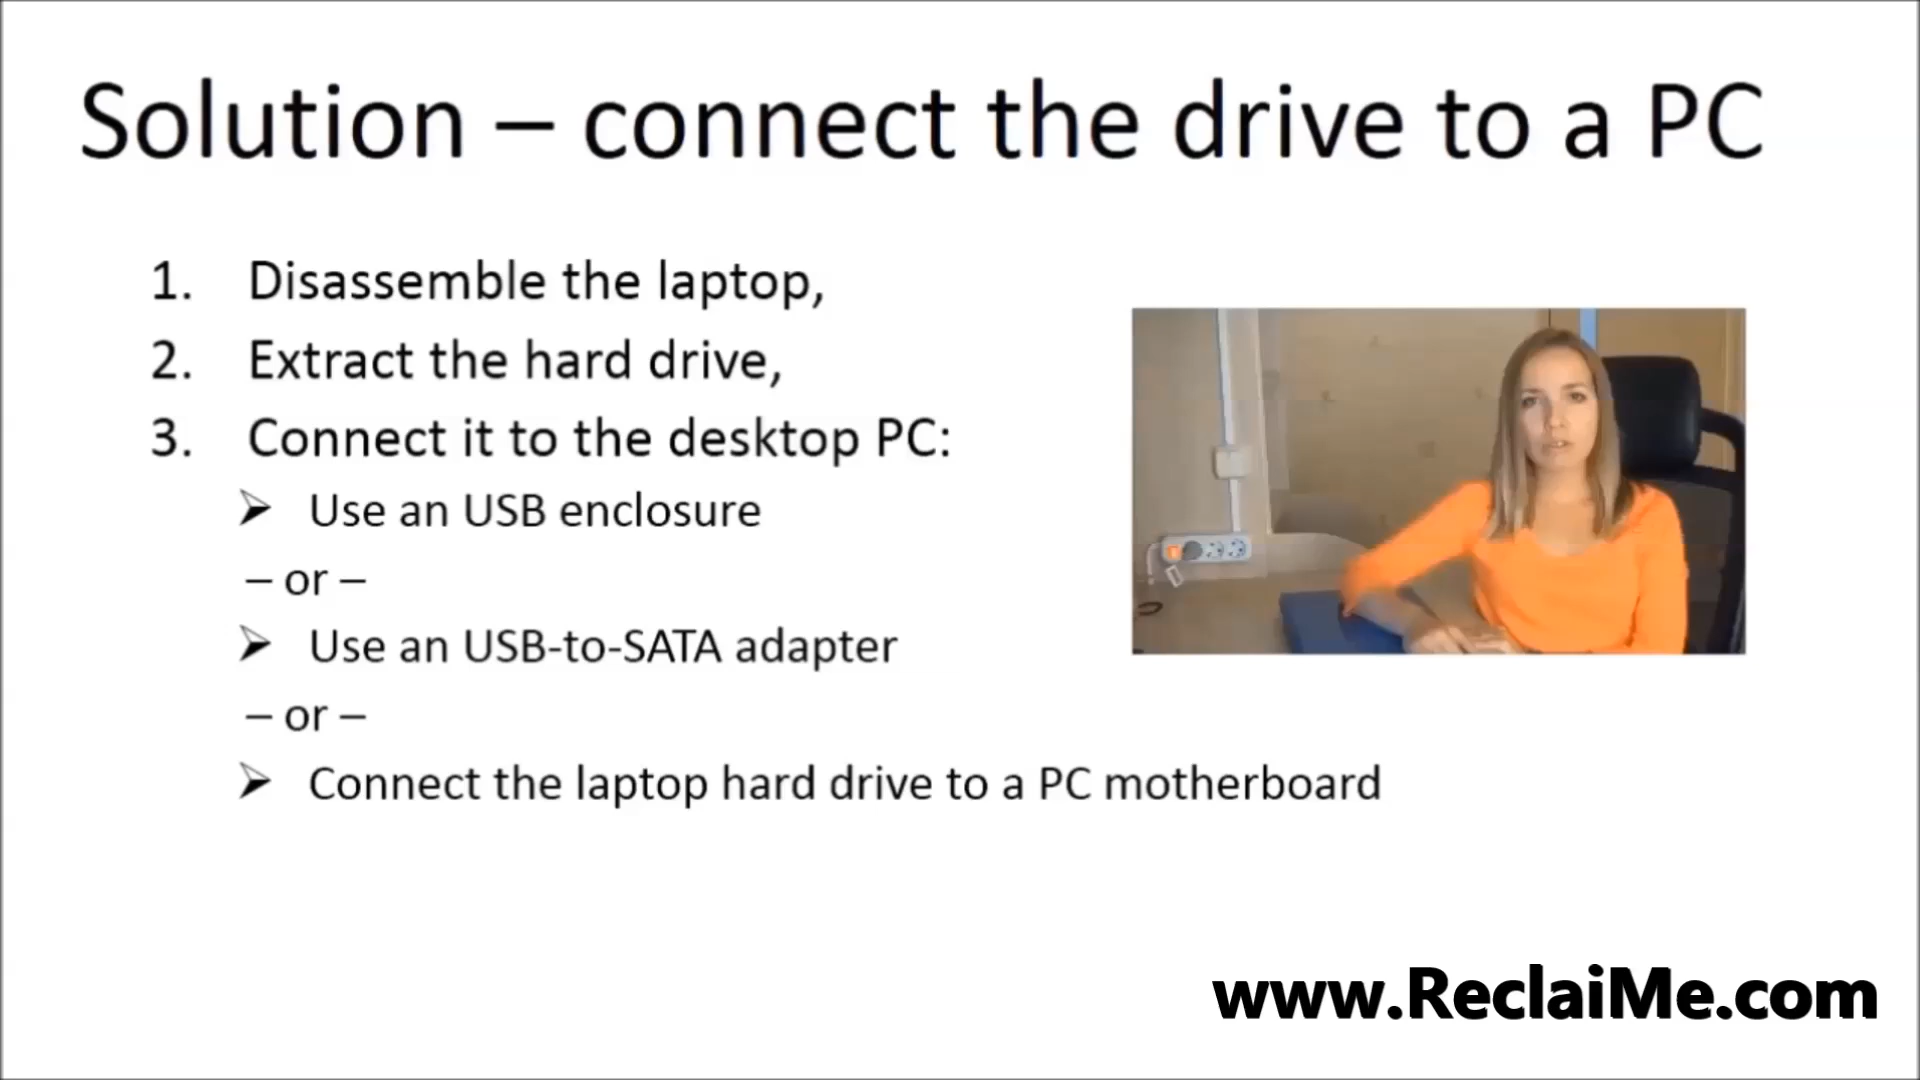 Solution – connect the drive to a PC
1. Disassemble the laptop,
2. Extract the hard drive,
3. Connect it to the desktop PC:
➢ Use an USB enclosure
– or –
➢ Use an USB-to-SATA adapter
– or –
➢ Connect the laptop hard drive to a PC motherboard
www.ReclaiMe.com